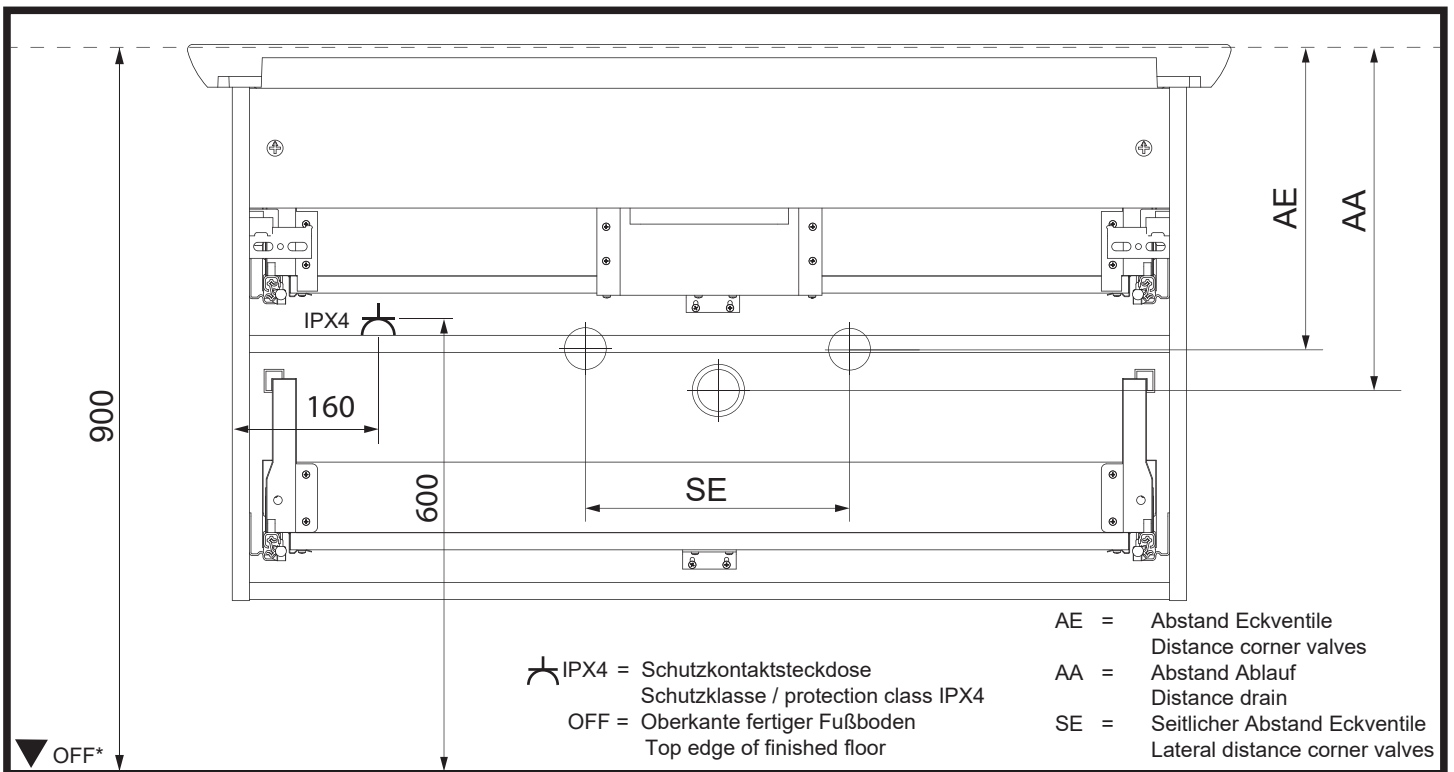 AE
AA
IPX4
160
900
600
SE
IPX4 = Schutzkontaktsteckdose
Schutzklasse / protection class IPX4
OFF = Oberkante fertiger Fußboden
Top edge of finished floor
AE = Abstand Eckventile
Distance corner valves
AA = Abstand Ablauf
Distance drain
SE = Seitlicher Abstand Eckventile
Lateral distance corner valves
OFF*